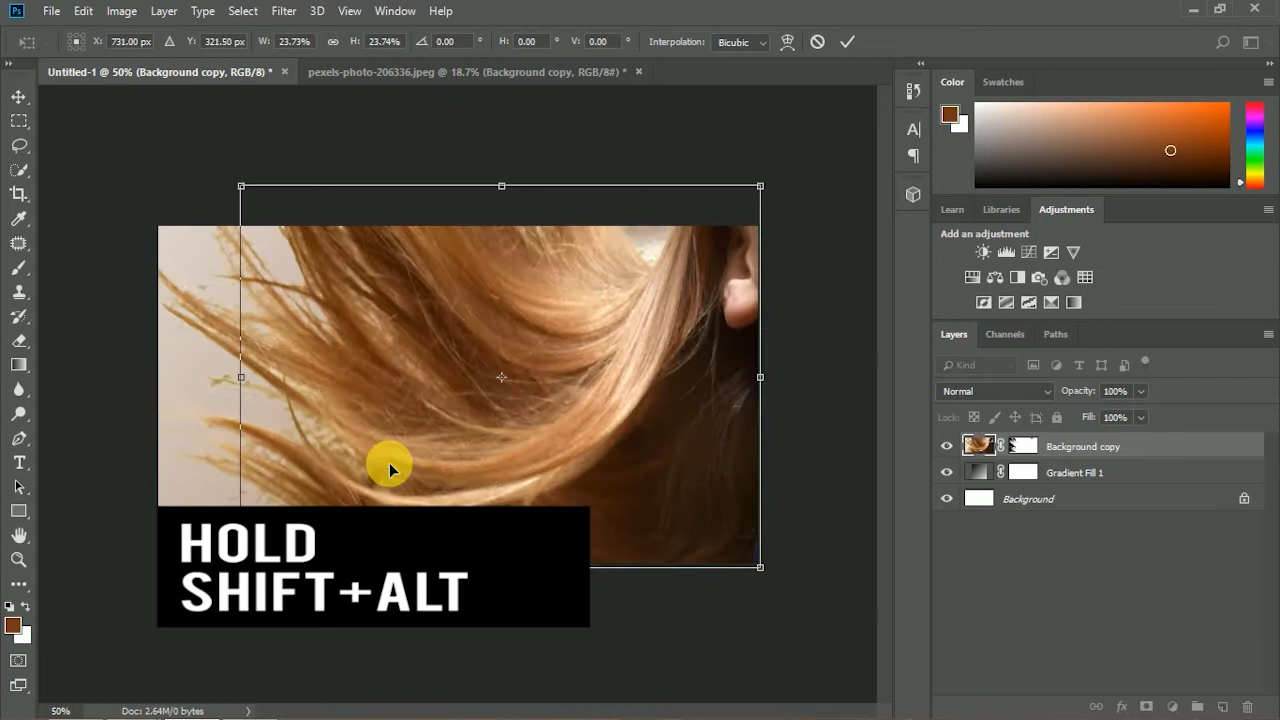 Ps File Edit Image Layer Type Select Filter 3D View Window Help
X: 731.00 px Y: 321.50 px W: 23.73% H: 23.74% 0.00 ° H: 0.00 ° V: 0.00 ° Interpolation: Bicubic
Untitled-1 @ 50% (Background copy, RGB/8) * × pexels-photo-206336.jpeg @ 18.7% (Background copy, RGB/8#) * ×
Color Swatches
Learn Libraries Adjustments
Add an adjustment
Layers Channels Paths
Kind
Normal Opacity: 100%
Lock: Fill: 100%
Background copy
Gradient Fill 1
Background
HOLD
SHIFT+ALT
50% Doc: 2.64M/0 bytes